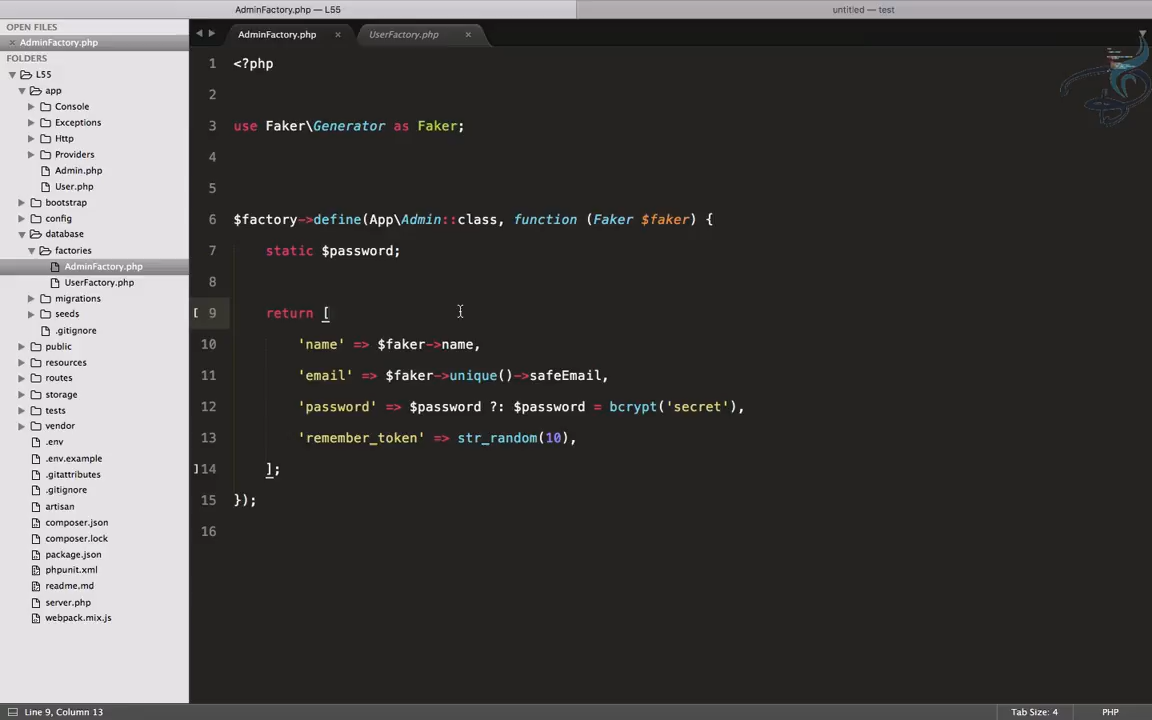 AdminFactory.php — L55
untitled — test
OPEN FILES
× AdminFactory.php
FOLDERS
L55
app
Console
Exceptions
Http
Providers
Admin.php
User.php
bootstrap
config
database
factories
AdminFactory.php
UserFactory.php
migrations
seeds
.gitignore
public
resources
routes
storage
tests
vendor
.env
.env.example
.gitattributes
.gitignore
artisan
composer.json
composer.lock
package.json
phpunit.xml
readme.md
server.php
webpack.mix.js
AdminFactory.php × UserFactory.php ×
1 <?php
2
3 use Faker\Generator as Faker;
4
5
6 $factory->define(App\Admin::class, function (Faker $faker) {
7     static $password;
8
[ 9     return [
10         'name' => $faker->name,
11         'email' => $faker->unique()->safeEmail,
12         'password' => $password ?: $password = bcrypt('secret'),
13         'remember_token' => str_random(10),
]14     ];
15 });
16
Line 9, Column 13
Tab Size: 4
PHP